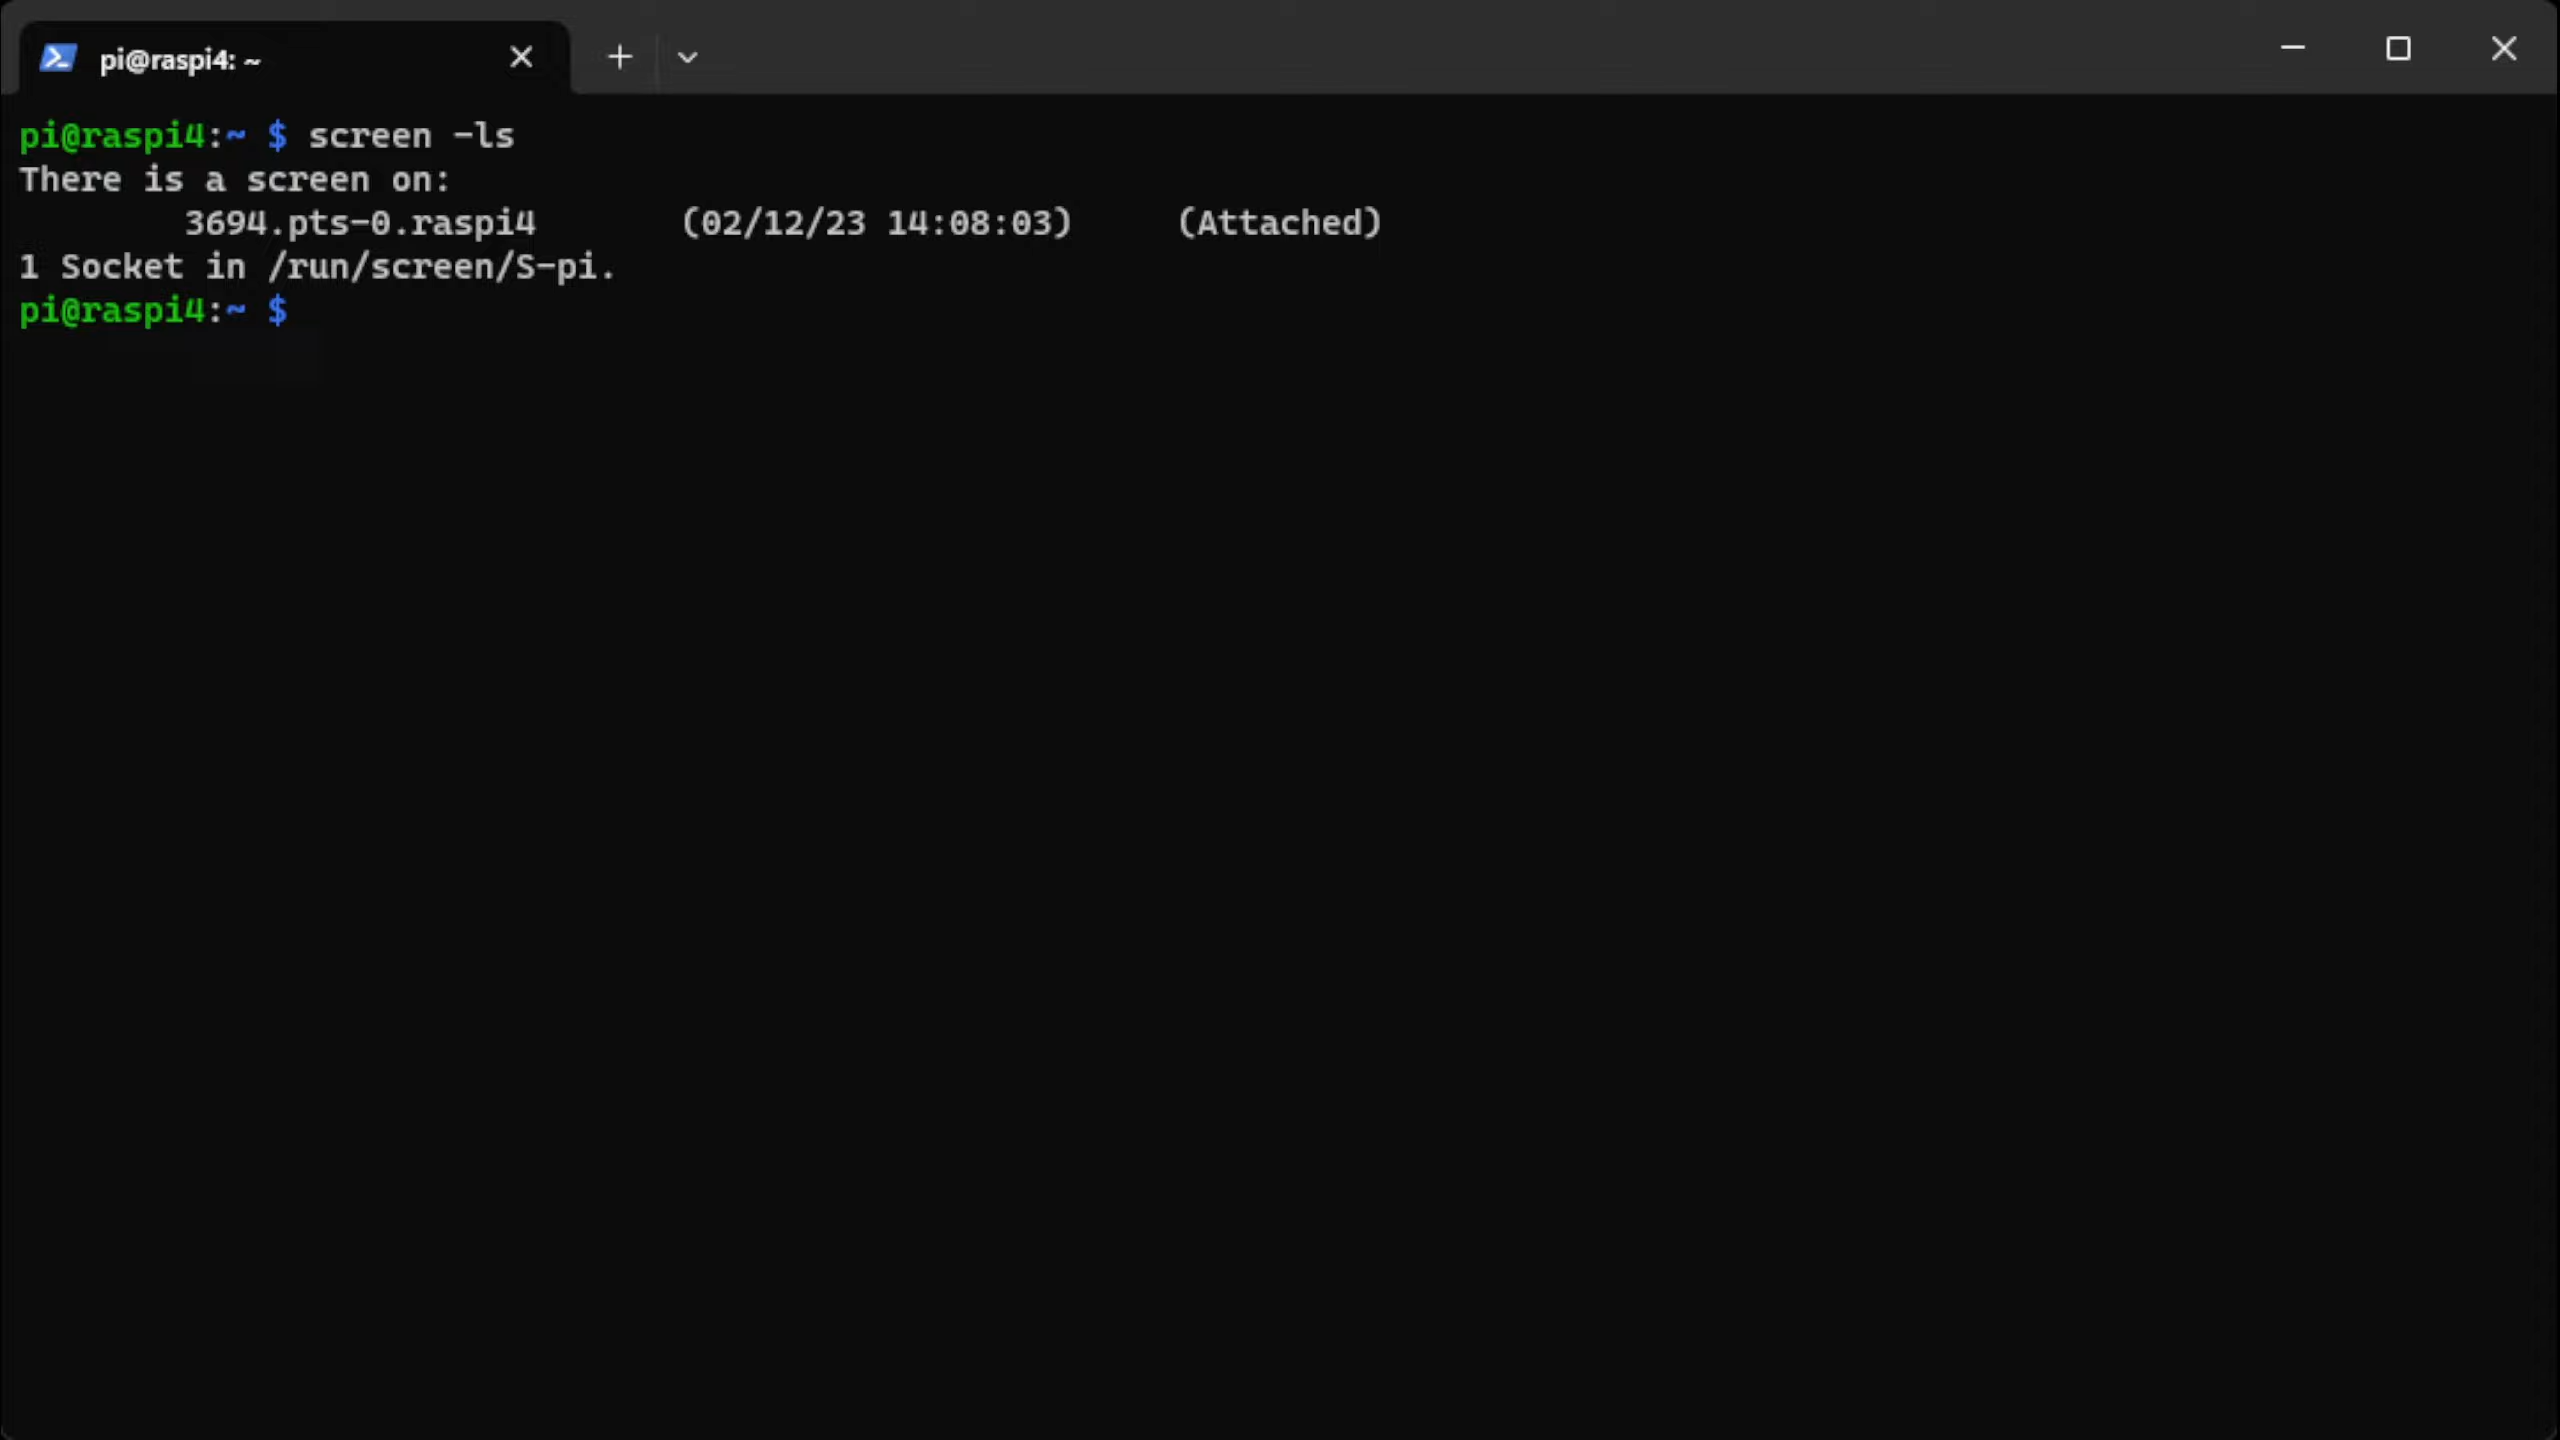 pi@raspi4: ~
pi@raspi4:~ $ screen -ls
There is a screen on:
        3694.pts-0.raspi4       (02/12/23 14:08:03)     (Attached)
1 Socket in /run/screen/S-pi.
pi@raspi4:~ $